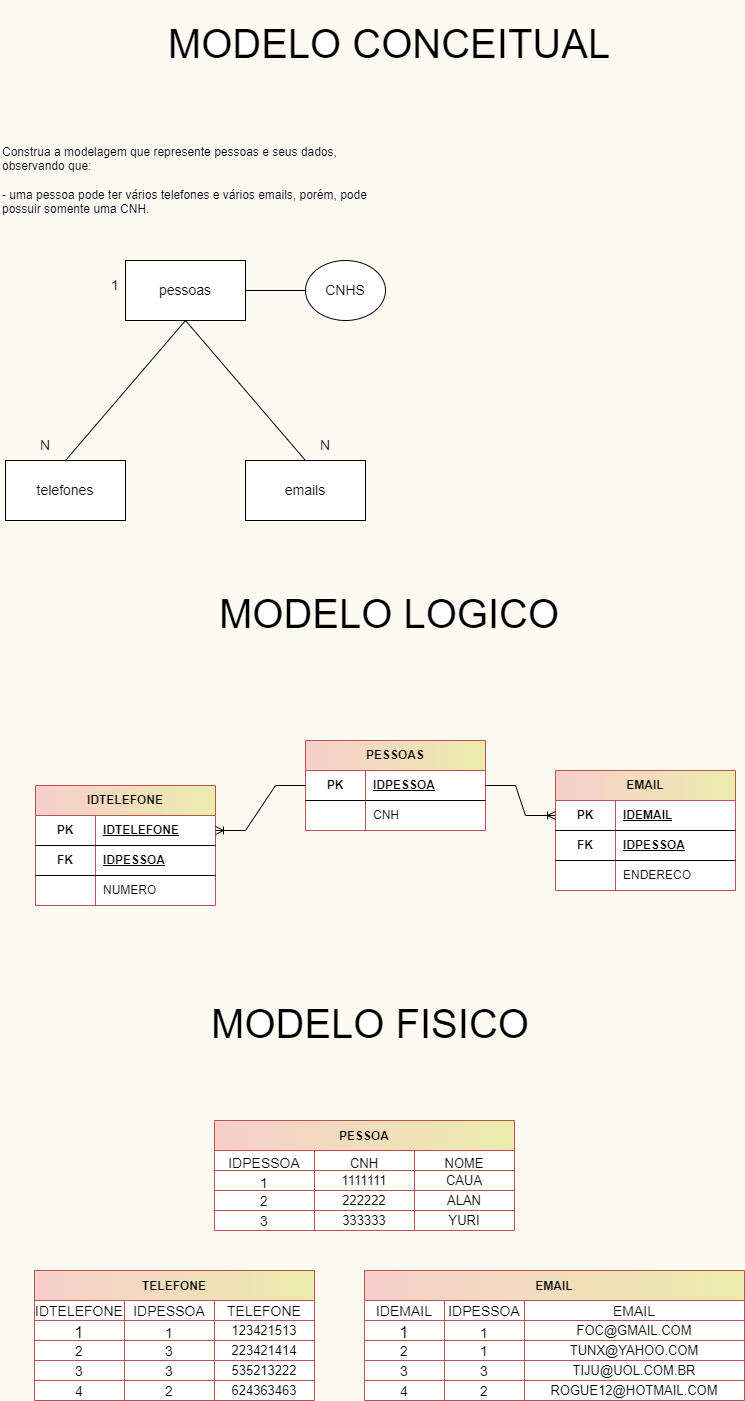 MODELO CONCEITUAL
Construa a modelagem que represente pessoas e seus dados,
observando que:
- uma pessoa pode ter vários telefones e vários emails, porém, pode
possuir somente uma CNH.
1 pessoas CNHS
N N
telefones emails
MODELO LOGICO
PESSOAS
PK IDPESSOA
CNH
IDTELEFONE
PK IDTELEFONE
FK IDPESSOA
NUMERO
EMAIL
PK IDEMAIL
FK IDPESSOA
ENDERECO
MODELO FISICO
PESSOA
IDPESSOA CNH NOME
1 1111111 CAUA
2 222222 ALAN
3 333333 YURI
TELEFONE
IDTELEFONE IDPESSOA TELEFONE
1 1 123421513
2 3 223421414
3 3 535213222
4 2 624363463
EMAIL
IDEMAIL IDPESSOA EMAIL
1 1 FOC@GMAIL.COM
2 1 TUNX@YAHOO.COM
3 3 TIJU@UOL.COM.BR
4 2 ROGUE12@HOTMAIL.COM